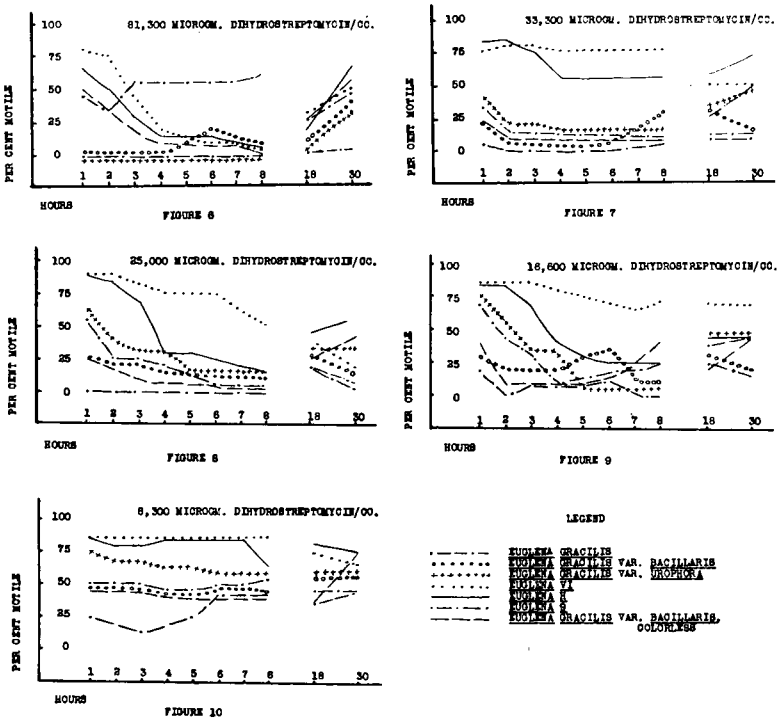 81,300 MICROGM. DIHYDROSTREPTOMYCIN/CC.
100
75
50
25
0
PER CENT MOTILE
1 2 3 4 5 6 7 8 18 30
HOURS
FIGURE 6
33,300 MICROGM. DIHYDROSTREPTOMYCIN/CC.
100
75
50
25
0
PER CENT MOTILE
1 2 3 4 5 6 7 8 18 30
HOURS
FIGURE 7
25,000 MICROGM. DIHYDROSTREPTOMYCIN/CC.
100
75
50
25
0
PER CENT MOTILE
1 2 3 4 5 6 7 8 18 30
HOURS
FIGURE 8
16,600 MICROGM. DIHYDROSTREPTOMYCIN/CC.
100
75
50
25
0
PER CENT MOTILE
1 2 3 4 5 6 7 8 18 30
HOURS
FIGURE 9
8,300 MICROGM. DIHYDROSTREPTOMYCIN/CC.
100
75
50
25
0
PER CENT MOTILE
1 2 3 4 5 6 7 8 18 30
HOURS
FIGURE 10
LEGEND
EUGLENA GRACILIS
EUGLENA GRACILIS VAR. BACILLARIS
EUGLENA GRACILIS VAR. UROPHORA
EUGLENA VI
EUGLENA H
EUGLENA
EUGLENA GRACILIS VAR. BACILLARIS,
COLORLESS